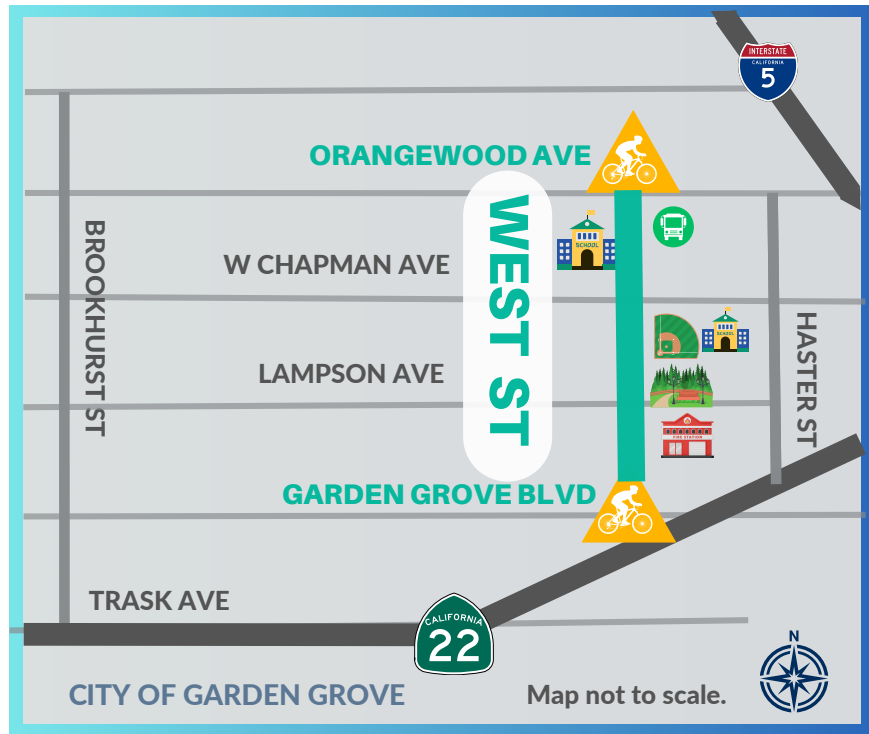 INTERSTATE
CALIFORNIA
5
ORANGEWOOD AVE
WEST ST
SCHOOL
BROOKHURST ST
W CHAPMAN AVE
HASTER ST
SCHOOL
LAMPSON AVE
FIRE STATION
GARDEN GROVE BLVD
TRASK AVE
CALIFORNIA
22
N
CITY OF GARDEN GROVE
Map not to scale.